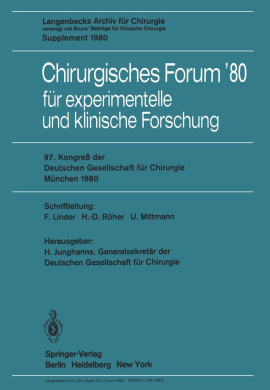 Langenbecks Archiv für Chirurgie
vereinigt mit Bruns' Beiträge für Klinische Chirurgie
Supplement 1980
Chirurgisches Forum '80
für experimentelle
und klinische Forschung
97. Kongreß der
Deutschen Gesellschaft für Chirurgie
München 1980
Schriftleitung:
F. Linder H.-D. Röher U. Mittmann
Herausgeber:
H. Junghanns, Generalsekretär der
Deutschen Gesellschaft für Chirurgie
Springer-Verlag
Berlin Heidelberg New York